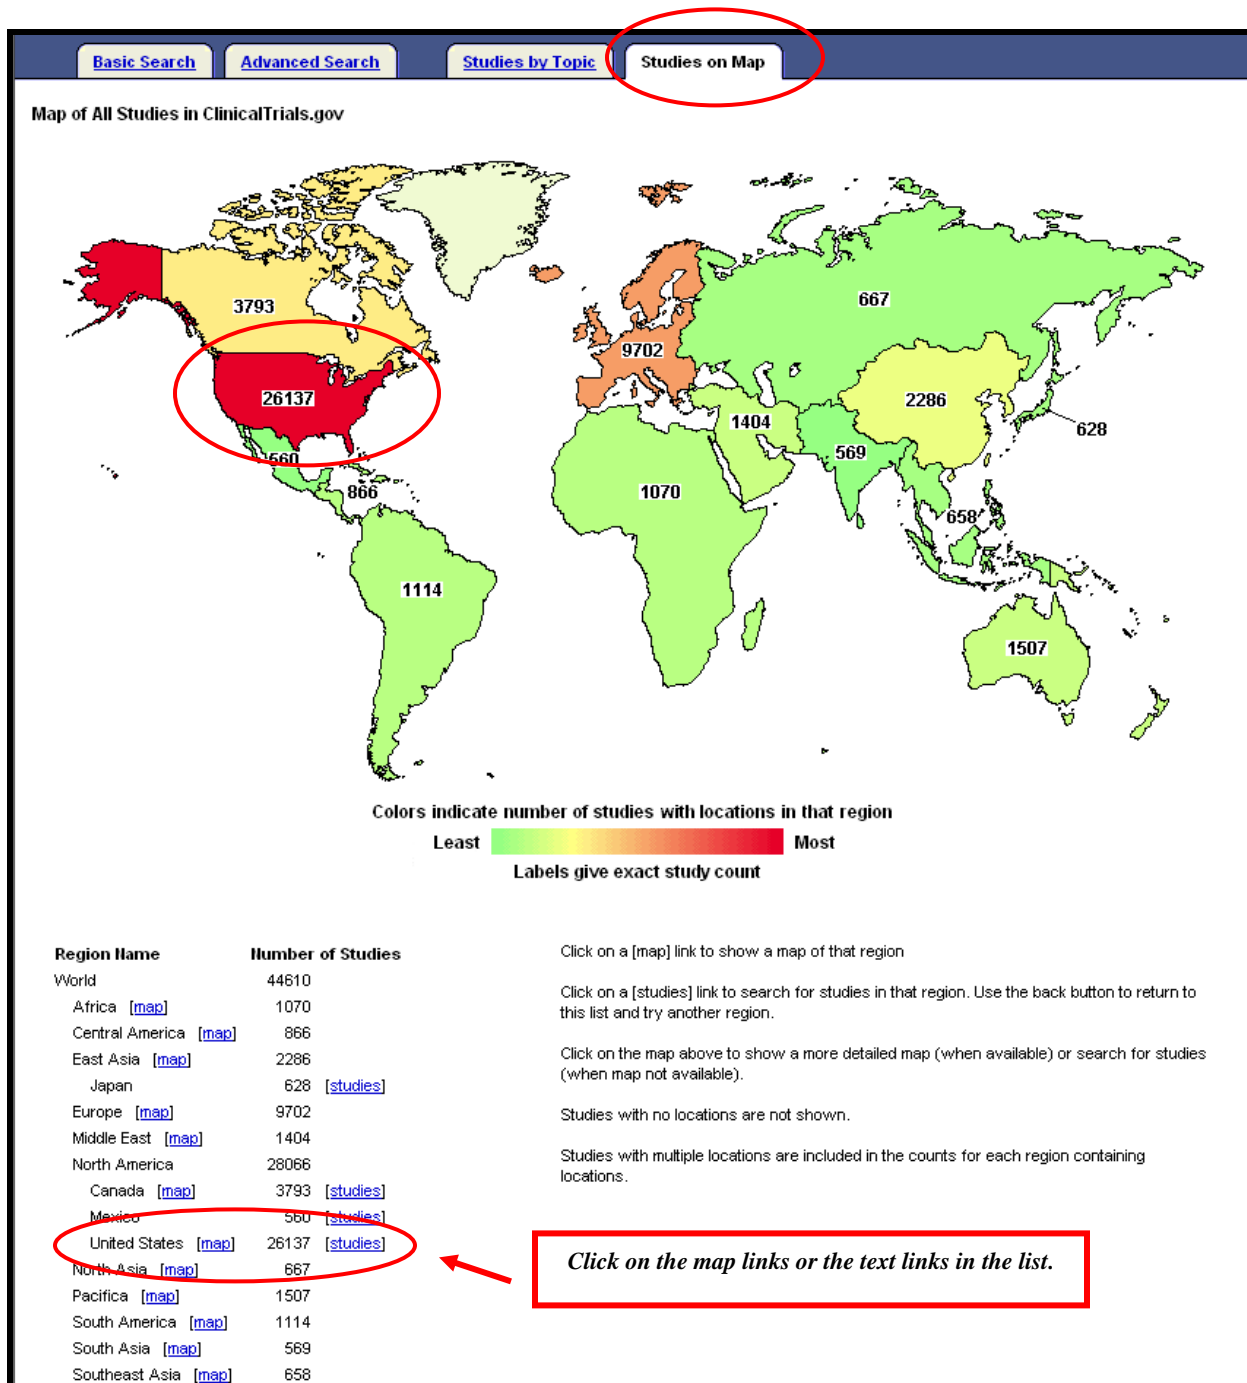 Basic Search Advanced Search Studies by Topic Studies on Map
Map of All Studies in ClinicalTrials.gov
3793
667
9702
26137
2286
1404
628
560
569
866
1070
658
1114
1507
Colors indicate number of studies with locations in that region
Least Most
Labels give exact study count
Region Name Number of Studies
World 44610
Africa [map] 1070
Central America [map] 866
East Asia [map] 2286
Japan 628 [studies]
Europe [map] 9702
Middle East [map] 1404
North America 28066
Canada [map] 3793 [studies]
Mexico 560 [studies]
United States [map] 26137 [studies]
North Asia [map] 667
Pacifica [map] 1507
South America [map] 1114
South Asia [map] 569
Southeast Asia [map] 658
Click on a [map] link to show a map of that region
Click on a [studies] link to search for studies in that region. Use the back button to return to
this list and try another region.
Click on the map above to show a more detailed map (when available) or search for studies
(when map not available).
Studies with no locations are not shown.
Studies with multiple locations are included in the counts for each region containing
locations.
Click on the map links or the text links in the list.